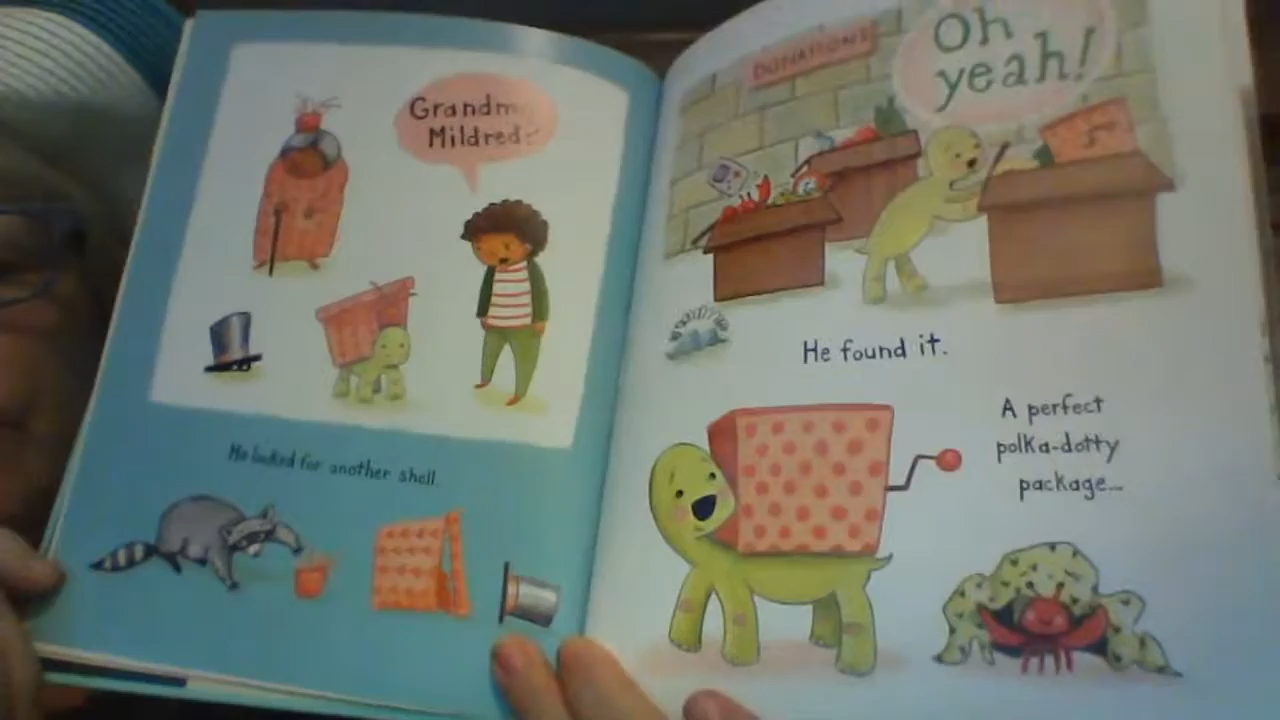 Grandma
Mildred?
He looked for another shell.
DONATIONS
Oh
yeah!
He found it.
A perfect
polka-dotty
package...